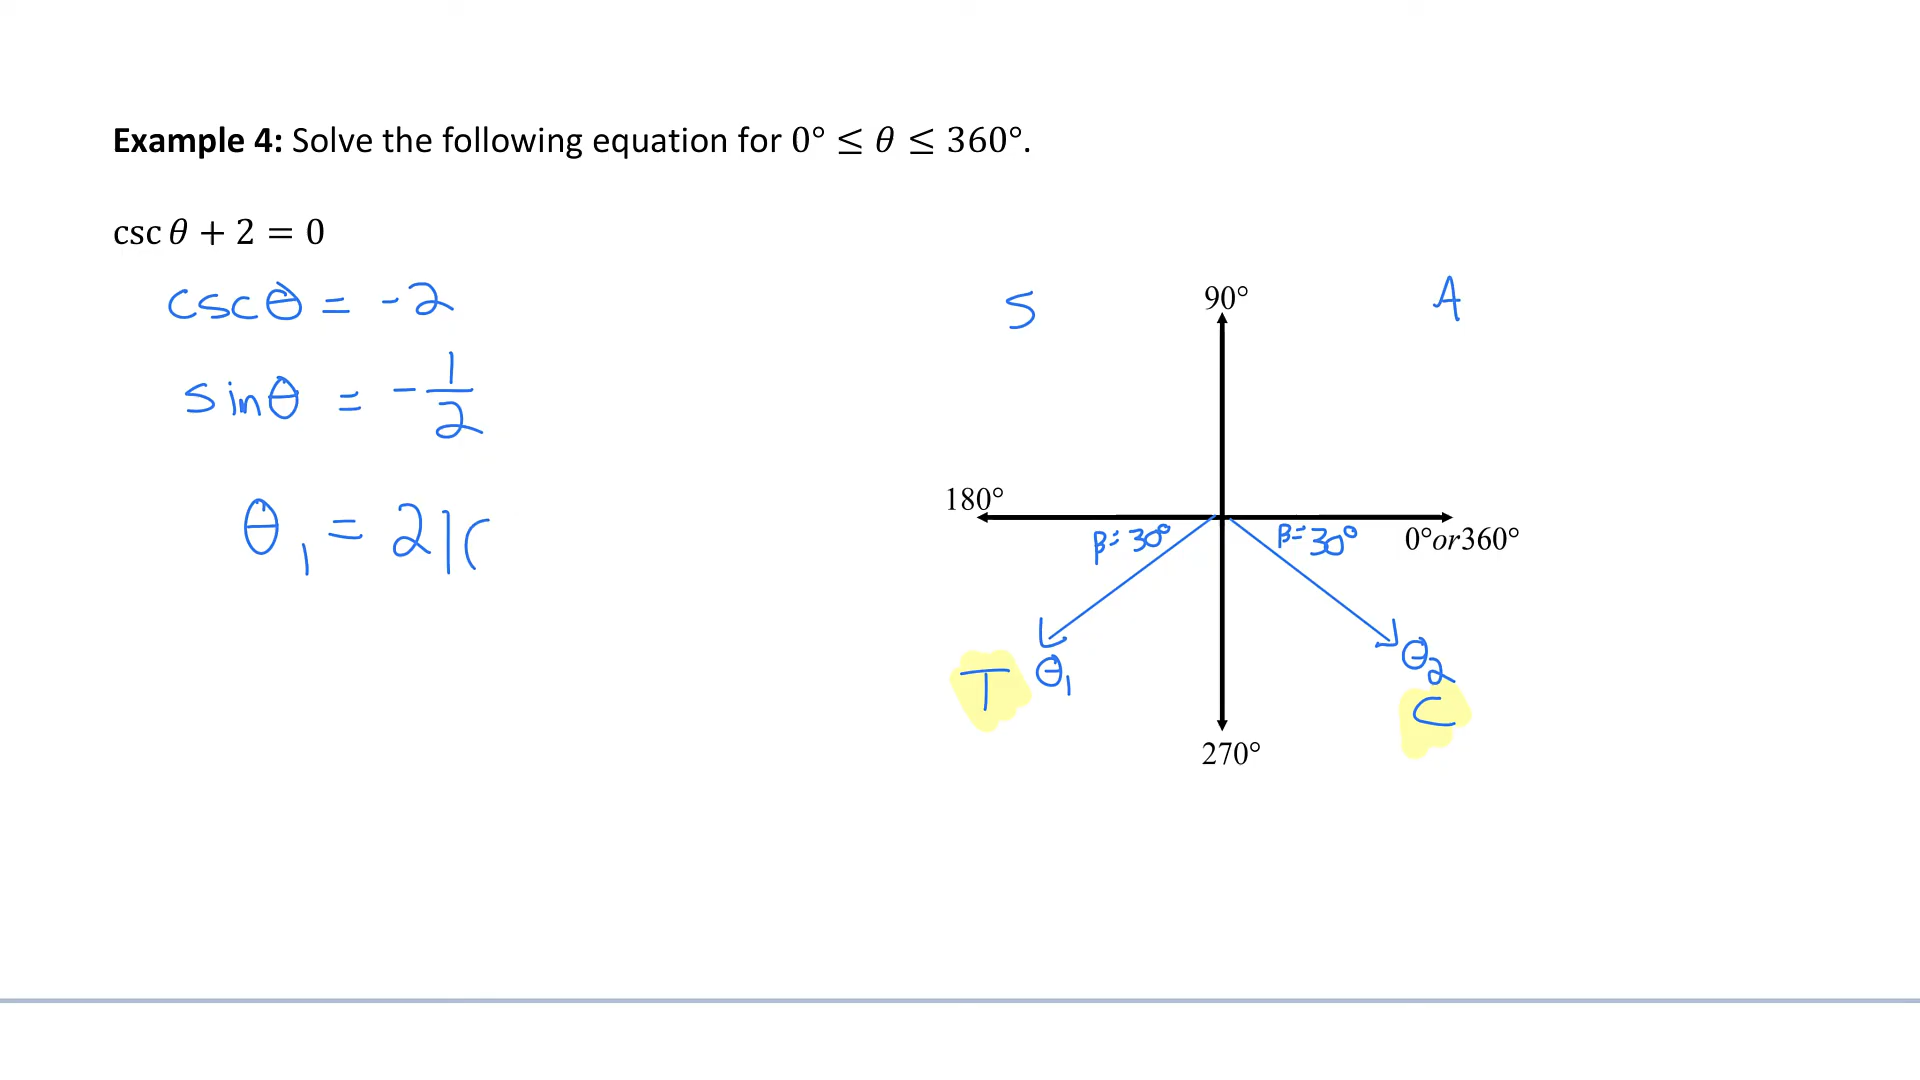 Example 4: Solve the following equation for 0° ≤ θ ≤ 360°.
csc θ + 2 = 0
cscθ = -2
sinθ = -1/2
θ₁ = 21(
S
90°
A
180°
β = 30°
β = 30°
0°or360°
T
θ₁
θ₂
C
270°